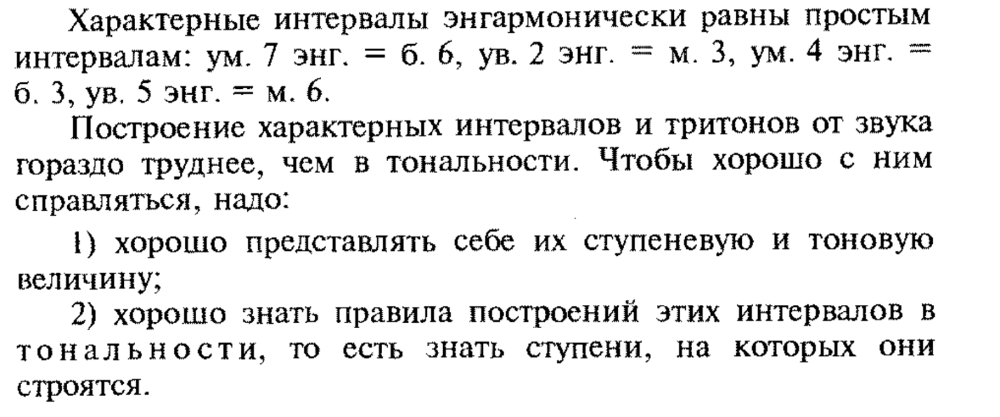 Характерные интервалы энгармонически равны простым
интервалам: ум. 7 энг. = б. 6, ув. 2 энг. = м. 3, ум. 4 энг. =
б. 3, ув. 5 энг. = м. 6.
Построение характерных интервалов и тритонов от звука
гораздо труднее, чем в тональности. Чтобы хорошо с ним
справляться, надо:
1) хорошо представлять себе их ступеневую и тоновую
величину;
2) хорошо знать правила построений этих интервалов в
тональности, то есть знать ступени, на которых они
строятся.